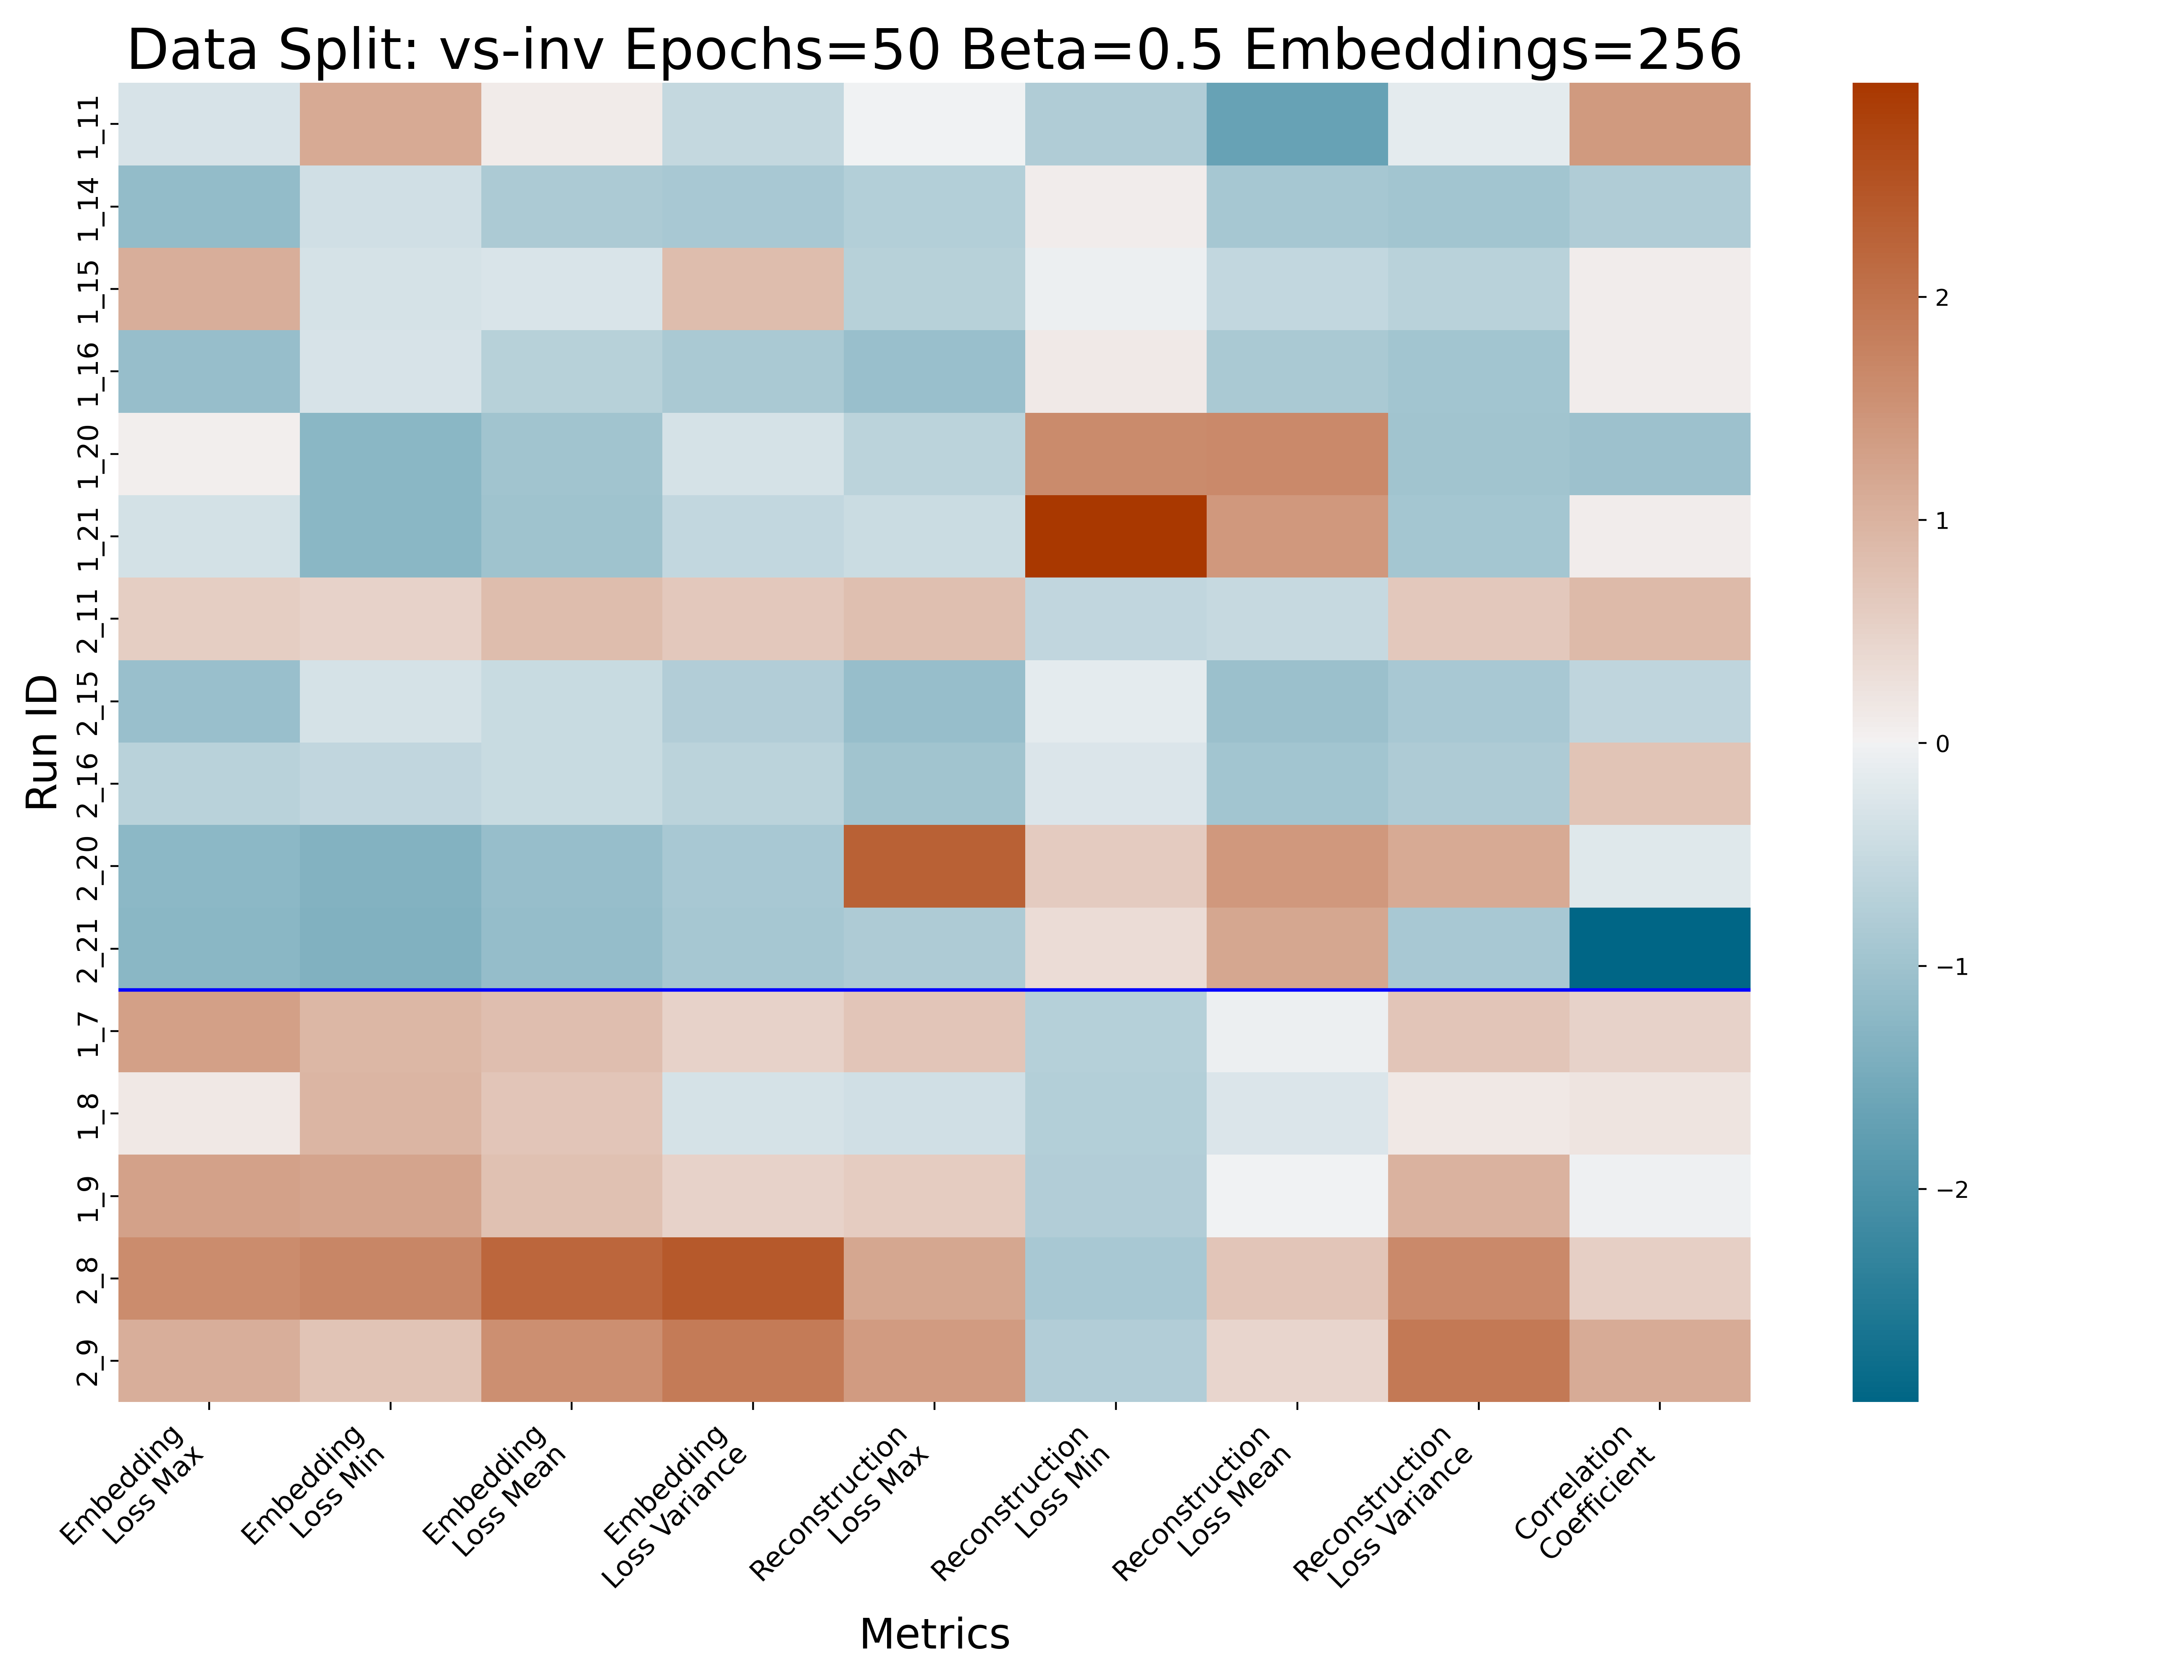 Data Split: vs-inv Epochs=50 Beta=0.5 Embeddings=256
Run ID
1_11
1_14
1_15
1_16
1_20
1_21
2_11
2_15
2_16
2_20
2_21
1_7
1_8
1_9
2_8
2_9
Embedding
Loss Max
Embedding
Loss Min
Embedding
Loss Mean
Embedding
Loss Variance
Reconstruction
Loss Max
Reconstruction
Loss Min
Reconstruction
Loss Mean
Reconstruction
Loss Variance
Correlation
Coefficient
Metrics
2
1
0
−1
−2